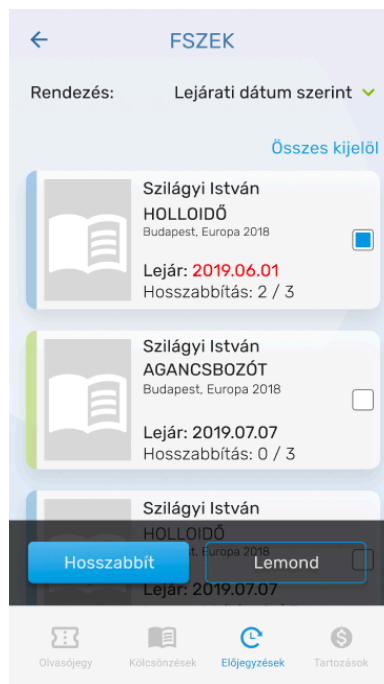 FSZEK
Rendezés: Lejárati dátum szerint
Összes kijelöl
Szilágyi István
HOLLOIDŐ
Budapest, Europa 2018
Lejár: 2019.06.01
Hosszabbítás: 2 / 3
Szilágyi István
AGANCSBOZÓT
Budapest, Europa 2018
Lejár: 2019.07.07
Hosszabbítás: 0 / 3
Szilágyi István
HOLLOIDŐ
Europa 2018
Hosszabbít Lemond
Lejár: 2019.07.07
Olvasójegy Kölcsönzések Előjegyzések Tartozások